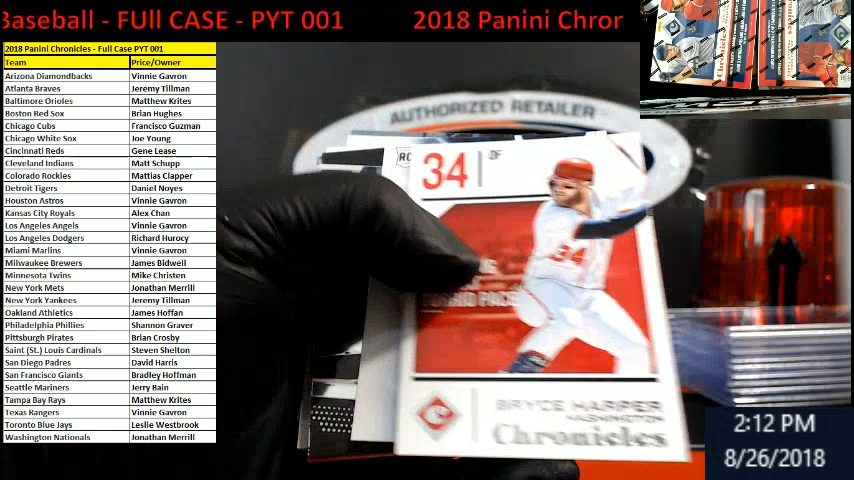 Baseball - FUll CASE - PYT 001 2018 Panini Chror
2018 Panini Chronicles - Full Case PYT 001
Team Price/Owner
Arizona Diamondbacks Vinnie Gavron
Atlanta Braves Jeremy Tillman
Baltimore Orioles Matthew Krites
Boston Red Sox Brian Hughes
Chicago Cubs Francisco Guzman
Chicago White Sox Joe Young
Cincinnati Reds Gene Lease
Cleveland Indians Matt Schupp
Colorado Rockies Mattias Clapper
Detroit Tigers Daniel Noyes
Houston Astros Vinnie Gavron
Kansas City Royals Alex Chan
Los Angeles Angels Vinnie Gavron
Los Angeles Dodgers Richard Hurocy
Miami Marlins Vinnie Gavron
Milwaukee Brewers James Bidwell
Minnesota Twins Mike Christen
New York Mets Jonathan Merrill
New York Yankees Jeremy Tillman
Oakland Athletics James Hoffan
Philadelphia Phillies Shannon Graver
Pittsburgh Pirates Brian Crosby
Saint (St.) Louis Cardinals Steven Shelton
San Diego Padres David Harris
San Francisco Giants Bradley Hoffman
Seattle Mariners Jerry Bain
Tampa Bay Rays Matthew Krites
Texas Rangers Vinnie Gavron
Toronto Blue Jays Leslie Westbrook
Washington Nationals Jonathan Merrill
AUTHORIZED RETAILER
RC
34 OF
34
BRYCE HARPER
WASHINGTON
Chronicles
Chronicles
2:12 PM
8/26/2018